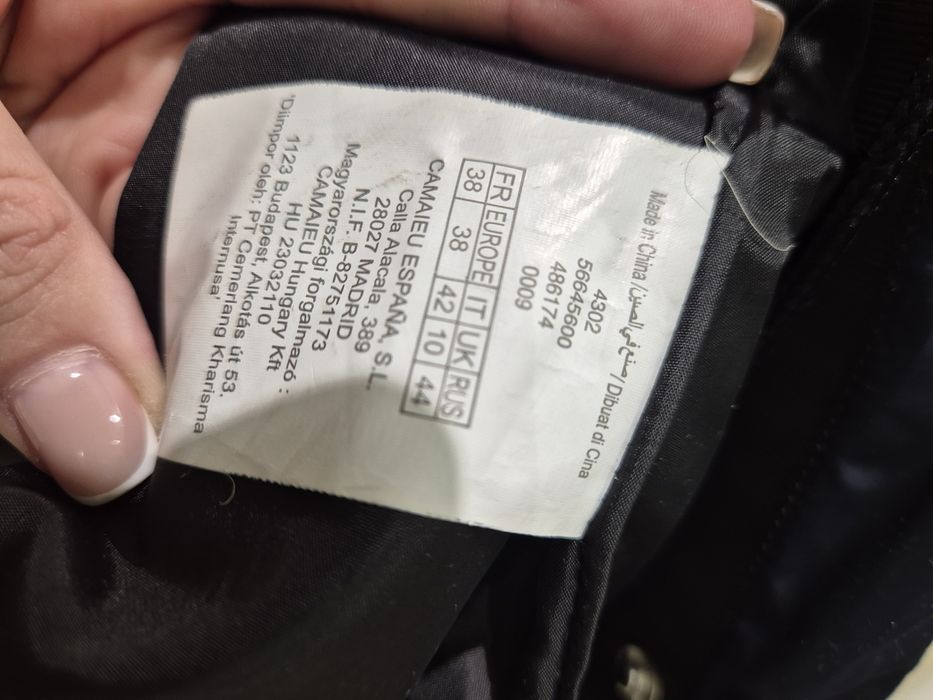 Made in China / صنع في الصين / Dibuat di Cina
4302
56645600
486174
0009
FR EUROPE IT UK RUS
38 38 42 10 44
CAMAIEU ESPAÑA, S.L.
Calla Alacala, 389
28027 MADRID
N.I.F. B-82751173
Magyarországi forgalmazó :
CAMAIEU Hungary Kft
HU 23032110
1123 Budapest, Alkotás út 53.
'Diimpor oleh: PT Cemerlang Kharisma
Intemusa'